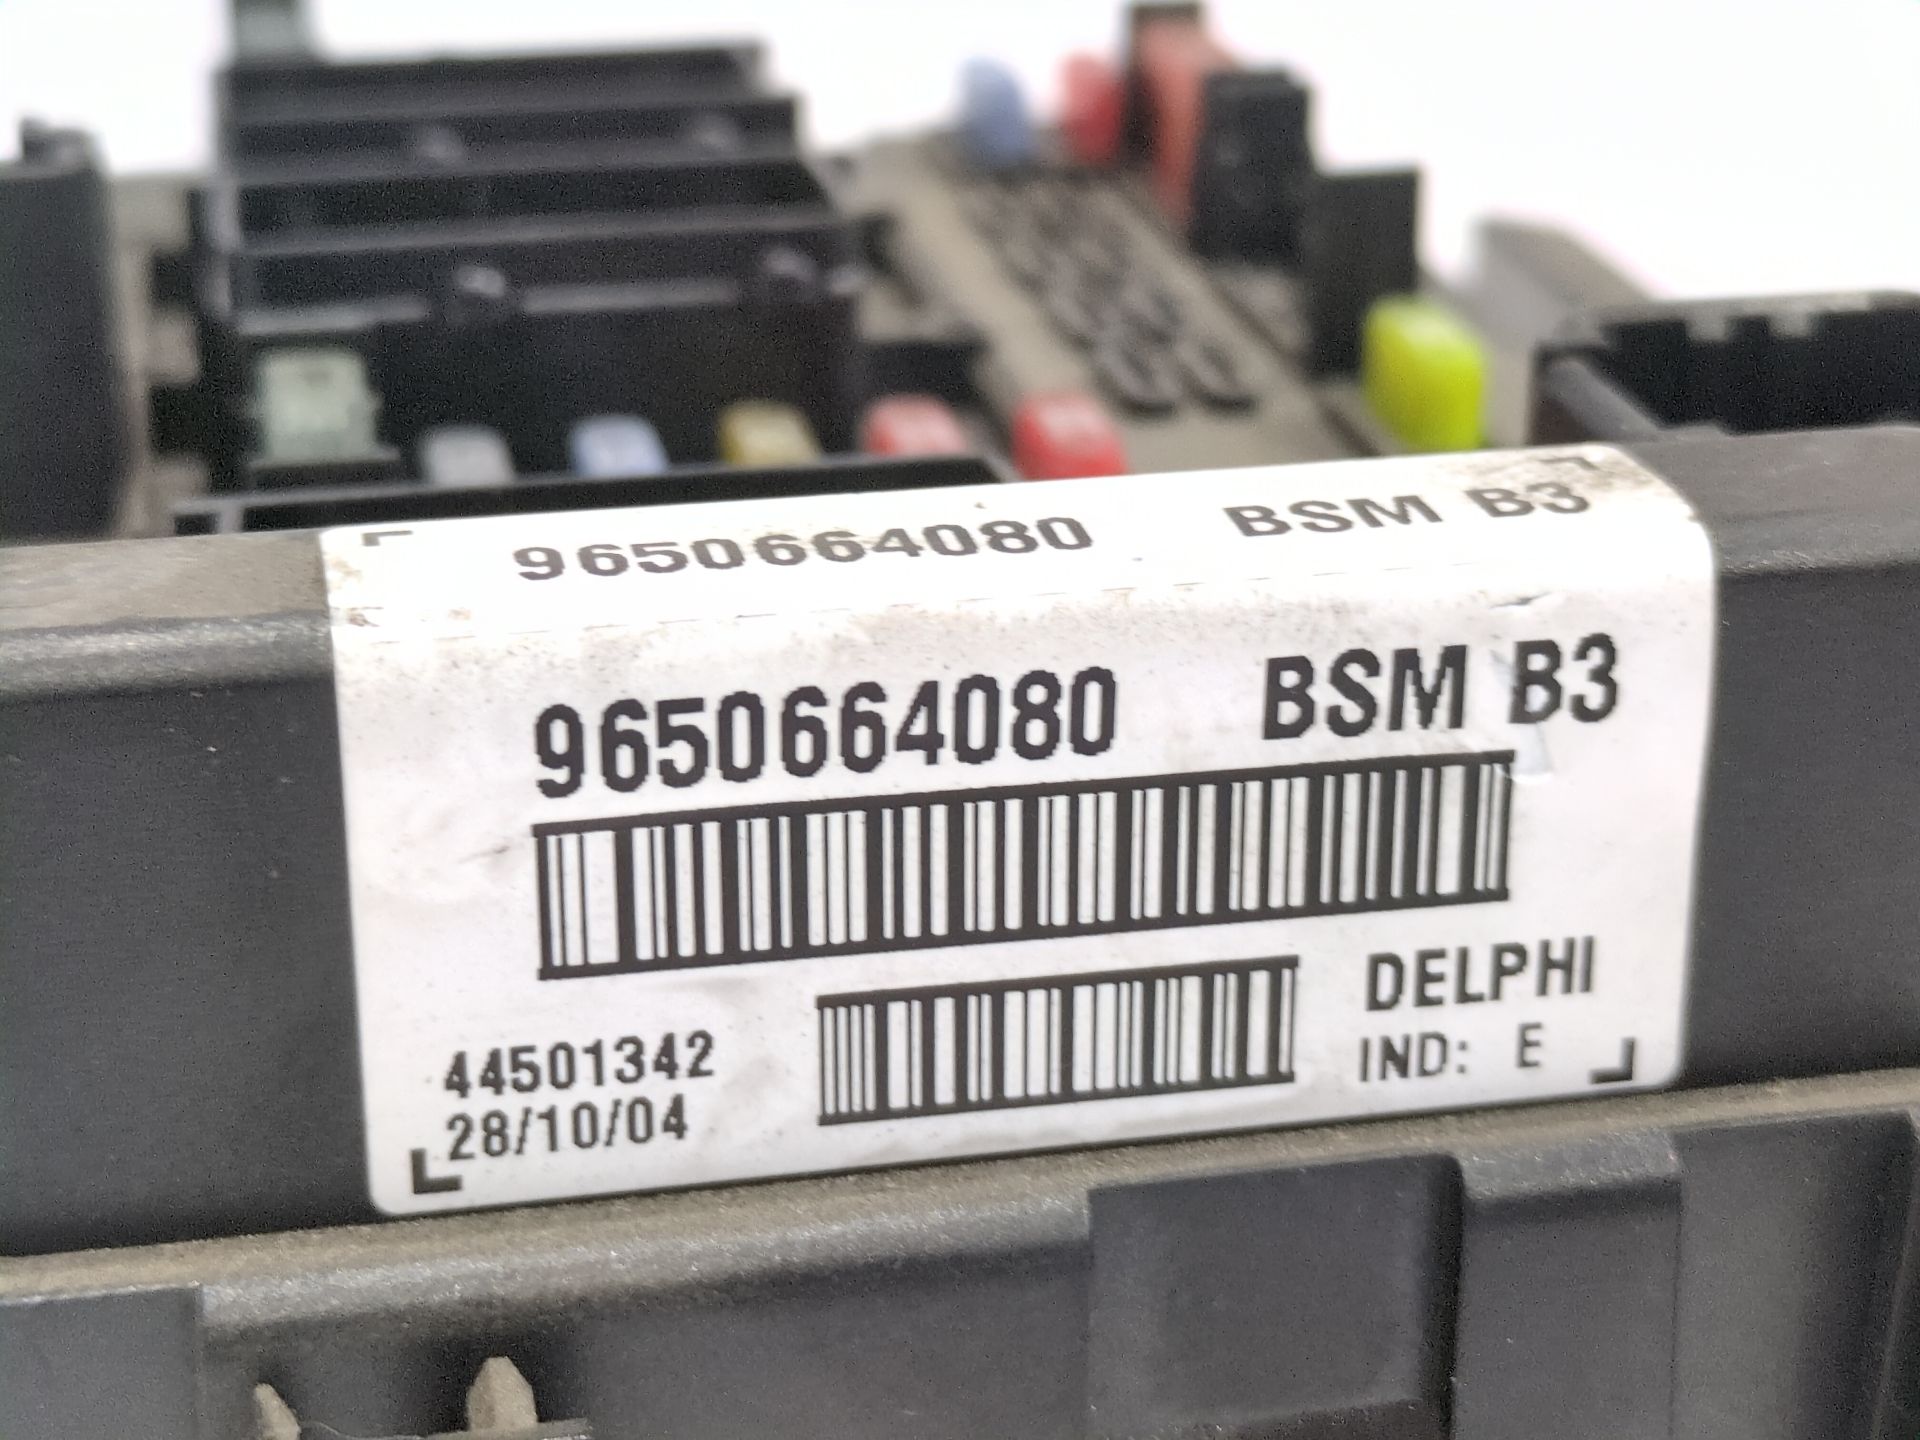 9650664080 BSM B3
9650664080 BSM B3
DELPHI
44501342
IND: E
28/10/04